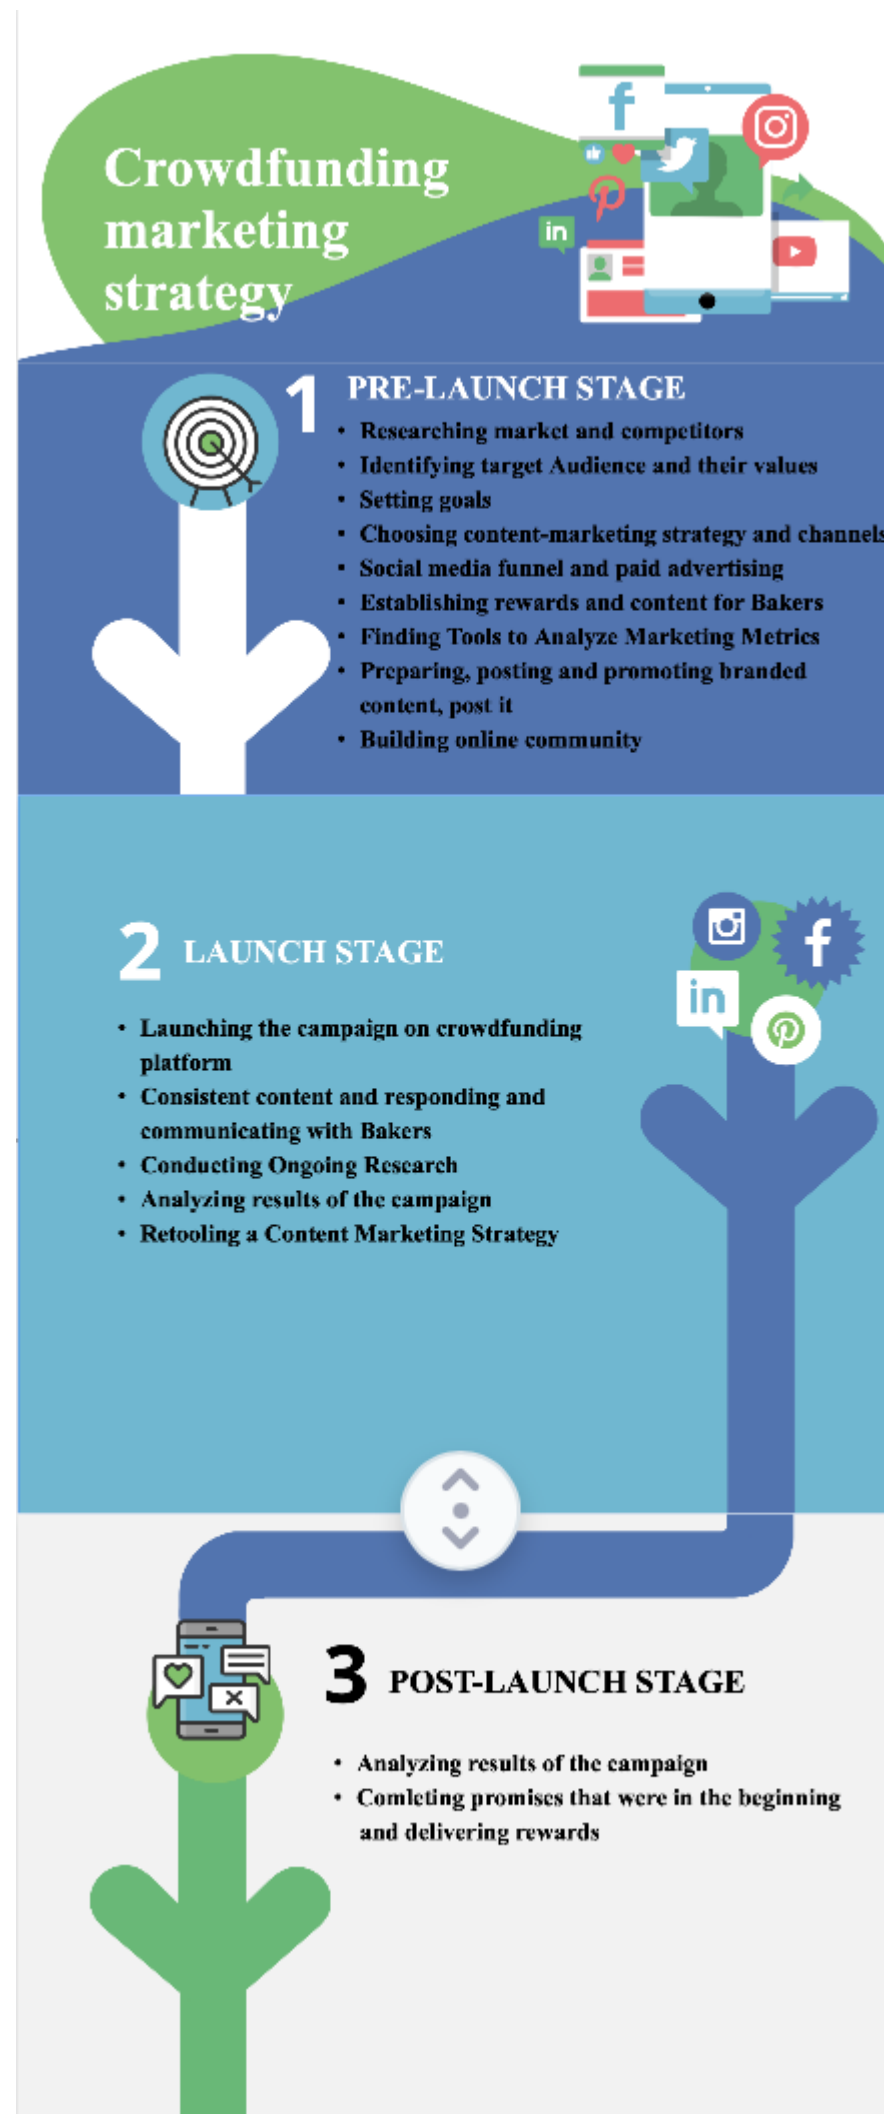 Crowdfunding
marketing
strategy
f
in
1 PRE-LAUNCH STAGE
• Researching market and competitors
• Identifying target Audience and their values
• Setting goals
• Choosing content-marketing strategy and channels
• Social media funnel and paid advertising
• Establishing rewards and content for Bakers
• Finding Tools to Analyze Marketing Metrics
• Preparing, posting and promoting branded
content, post it
• Building online community
2 LAUNCH STAGE
f
in
• Launching the campaign on crowdfunding
platform
• Consistent content and responding and
communicating with Bakers
• Conducting Ongoing Research
• Analyzing results of the campaign
• Retooling a Content Marketing Strategy
3 POST-LAUNCH STAGE
• Analyzing results of the campaign
• Comleting promises that were in the beginning
and delivering rewards